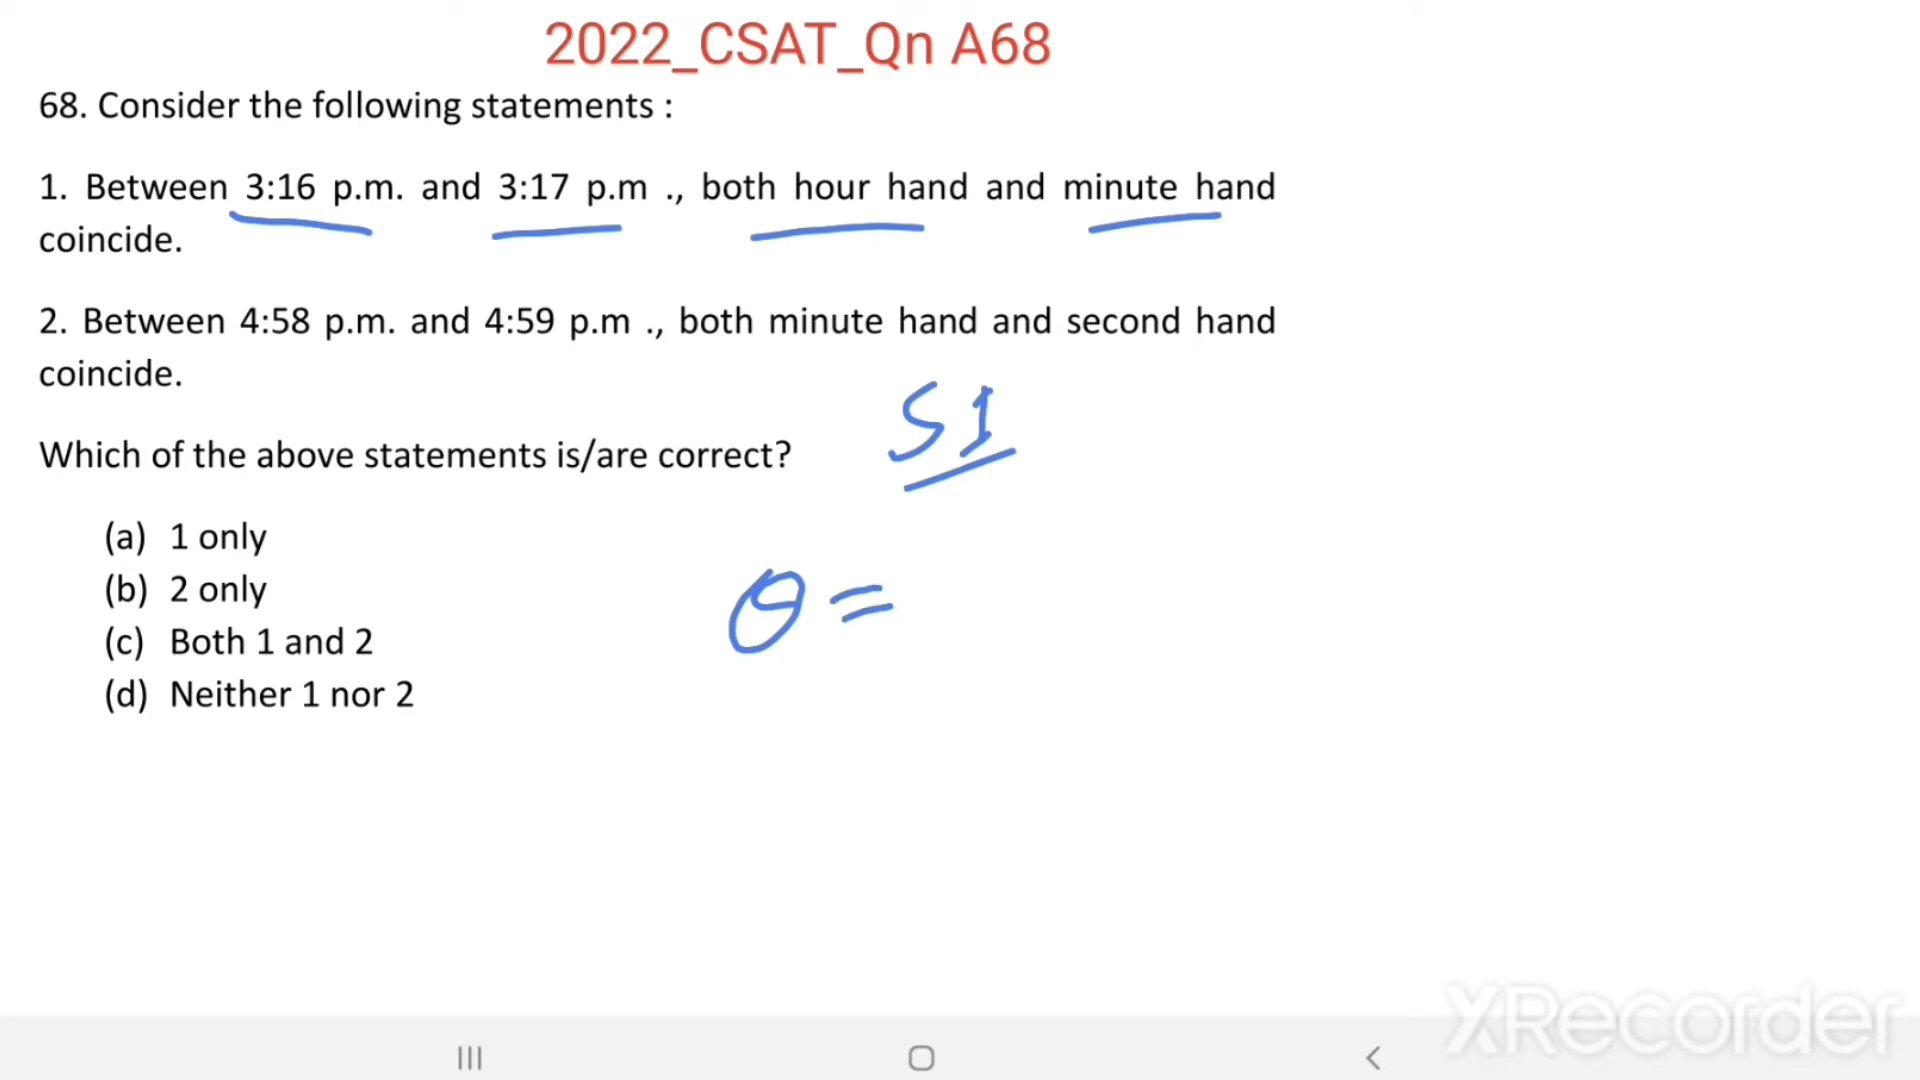 2022_CSAT_Qn A68
68. Consider the following statements :
1. Between 3:16 p.m. and 3:17 p.m ., both hour hand and minute hand
coincide.
2. Between 4:58 p.m. and 4:59 p.m ., both minute hand and second hand
coincide.
S1
Which of the above statements is/are correct?
(a) 1 only
θ =
(b) 2 only
(c) Both 1 and 2
(d) Neither 1 nor 2
XRecorder